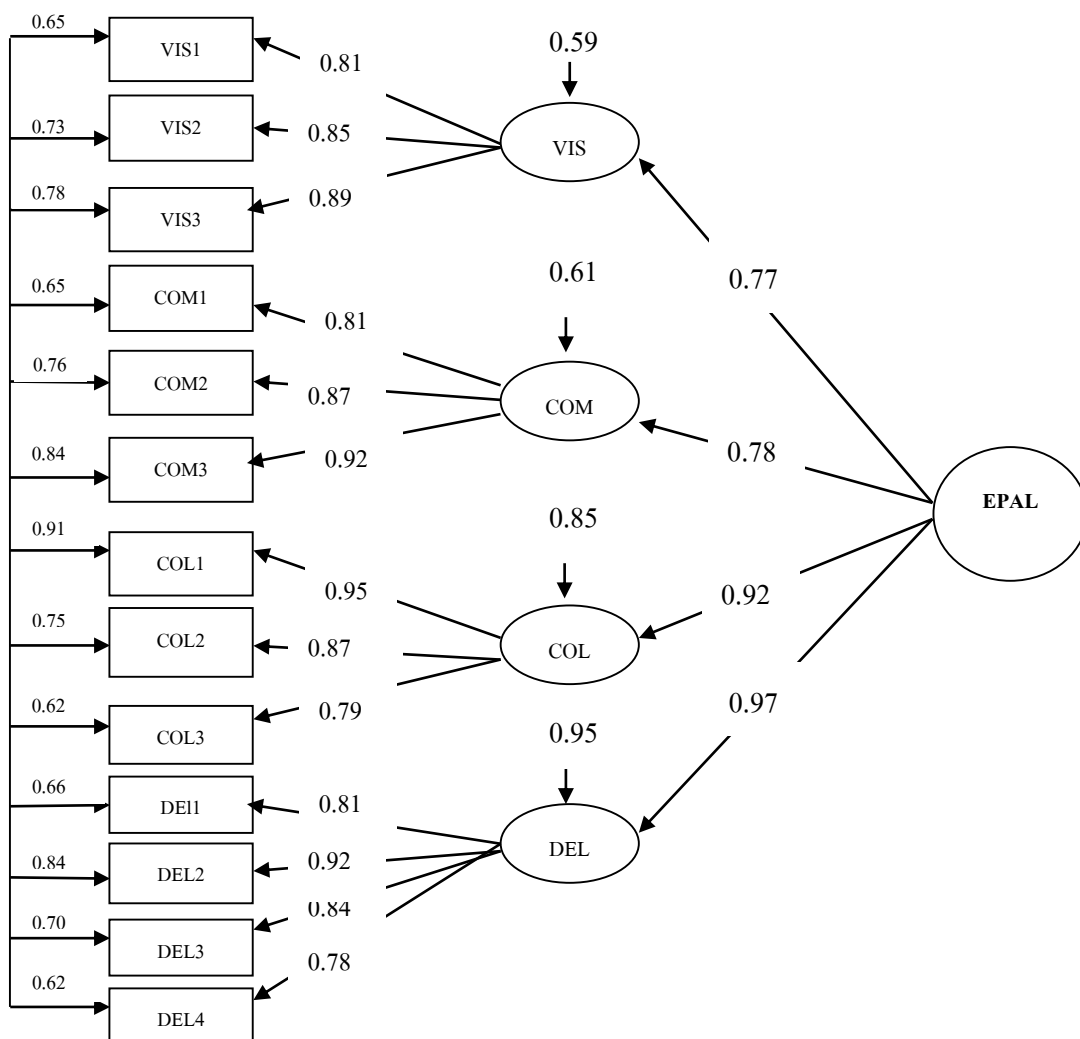 0.65
VIS1
0.81
0.59
0.73
VIS2
0.85
VIS
0.78
VIS3
0.89
0.65
COM1
0.81
0.61
0.77
0.76
COM2
0.87
COM
0.84
COM3
0.92
0.78
EPAL
0.91
COL1
0.95
0.85
0.92
0.75
COL2
0.87
COL
0.62
COL3
0.79
0.95
0.97
0.66
DEl1
0.81
0.84
DEL2
0.92
DEL
0.70
DEL3
0.84
0.62
DEL4
0.78